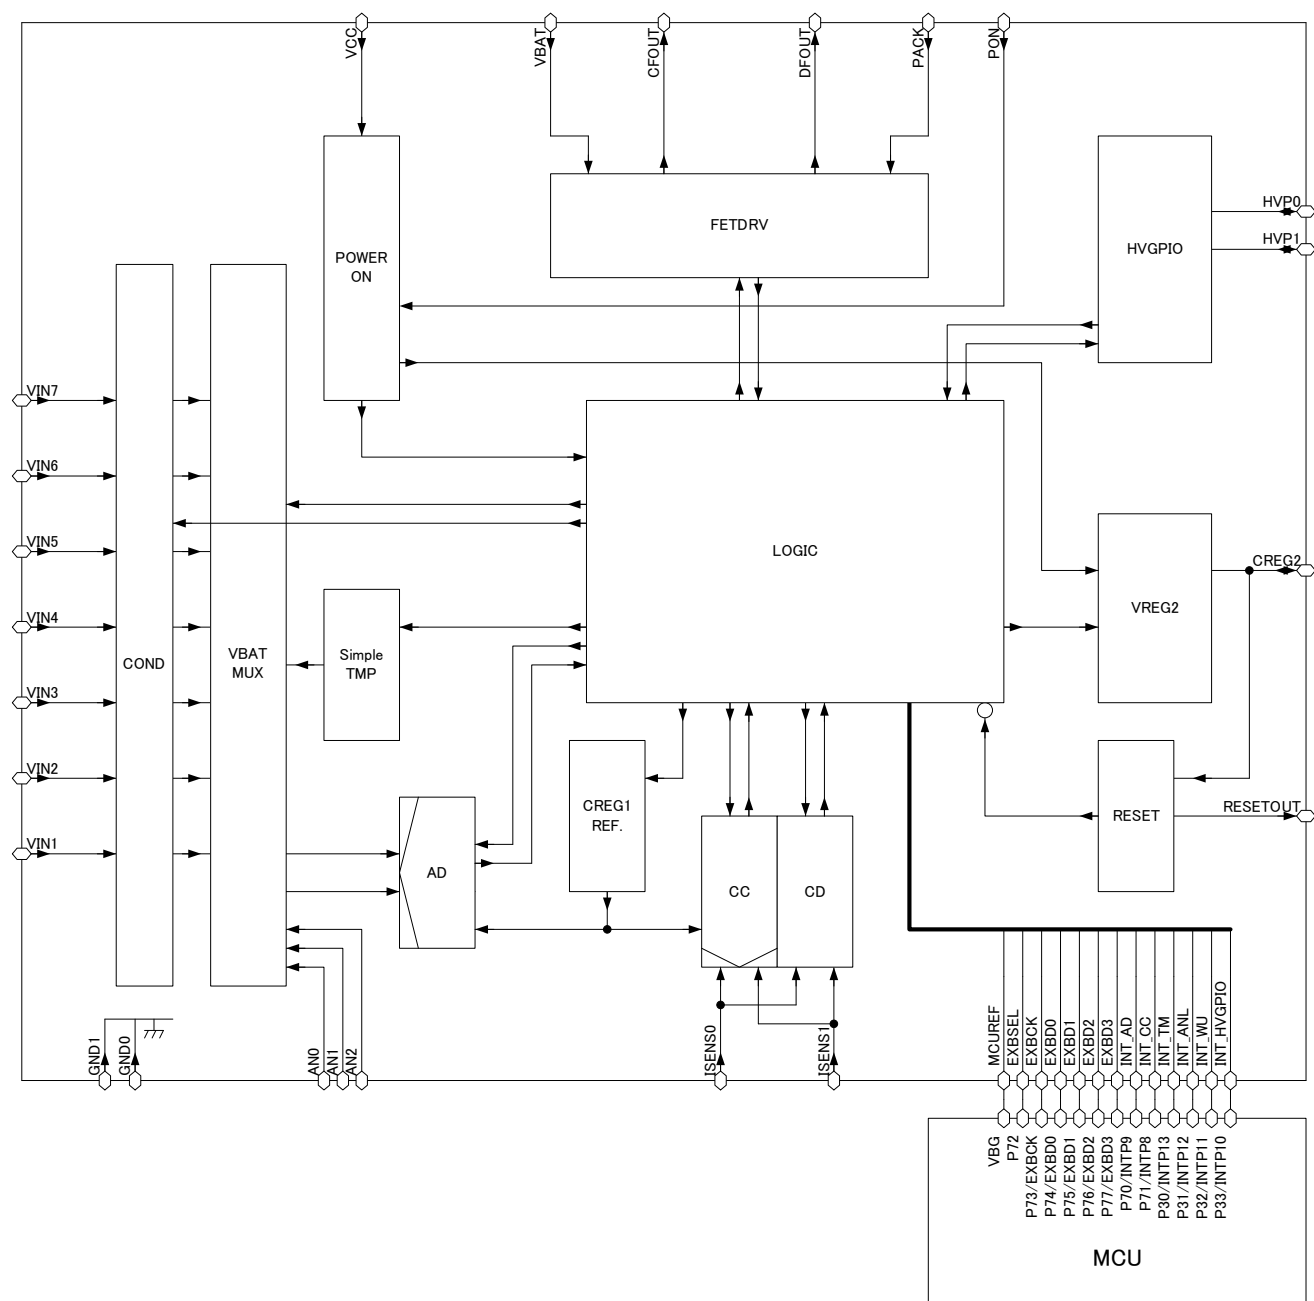 VCC
VBAT
CFOUT
DFOUT
PACK
PON
POWER
ON
FETDRV
HVGPIO
HVP0
HVP1
VIN7
VIN6
VIN5
VIN4
VIN3
VIN2
VIN1
COND
VBAT
MUX
Simple
TMP
LOGIC
VREG2
CREG2
CREG1
REF.
RESET
RESETOUT
AD
CC
CD
GND1
GND0
AN0
AN1
AN2
ISENS0
ISENS1
MCUREF
EXBSEL
EXBCK
EXBD0
EXBD1
EXBD2
EXBD3
INT_AD
INT_CC
INT_TM
INT_ANL
INT_WU
INT_HVGPIO
VBG
P72
P73/EXBCK
P74/EXBD0
P75/EXBD1
P76/EXBD2
P77/EXBD3
P70/INTP9
P71/INTP8
P30/INTP13
P31/INTP12
P32/INTP11
P33/INTP10
MCU